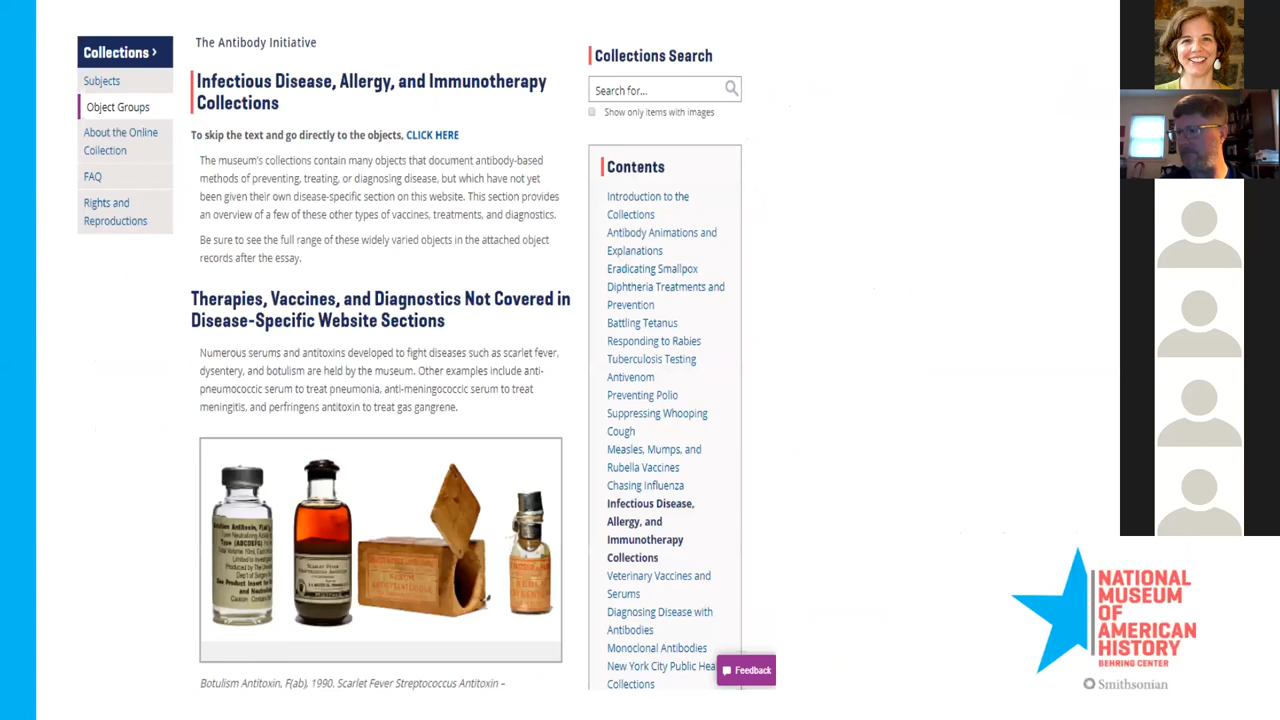 Collections >
Subjects
Object Groups
About the Online
Collection
FAQ
Rights and
Reproductions
The Antibody Initiative
Infectious Disease, Allergy, and Immunotherapy
Collections
To skip the text and go directly to the objects, CLICK HERE
The museum's collections contain many objects that document antibody-based
methods of preventing, treating, or diagnosing disease, but which have not yet
been given their own disease-specific section on this website. This section provides
an overview of a few of these other types of vaccines, treatments, and diagnostics.
Be sure to see the full range of these widely varied objects in the attached object
records after the essay.
Therapies, Vaccines, and Diagnostics Not Covered in
Disease-Specific Website Sections
Numerous serums and antitoxins developed to fight diseases such as scarlet fever,
dysentery, and botulism are held by the museum. Other examples include anti-
pneumococcic serum to treat pneumonia, anti-meningococcic serum to treat
meningitis, and perfringens antitoxin to treat gas gangrene.
Botulism Antitoxin, F(ab)
Type (ABCDEFG)
Scarlet Fever
Botulism Antitoxin, F(ab), 1990. Scarlet Fever Streptococcus Antitoxin –
Collections Search
Search for...
Show only items with images
Contents
Introduction to the
Collections
Antibody Animations and
Explanations
Eradicating Smallpox
Diphtheria Treatments and
Prevention
Battling Tetanus
Responding to Rabies
Tuberculosis Testing
Antivenom
Preventing Polio
Suppressing Whooping
Cough
Measles, Mumps, and
Rubella Vaccines
Chasing Influenza
Infectious Disease,
Allergy, and
Immunotherapy
Collections
Veterinary Vaccines and
Serums
Diagnosing Disease with
Antibodies
Monoclonal Antibodies
New York City Public Hea
Collections
Feedback
NATIONAL
MUSEUM
OF
AMERICAN
HISTORY
BEHRING CENTER
Smithsonian